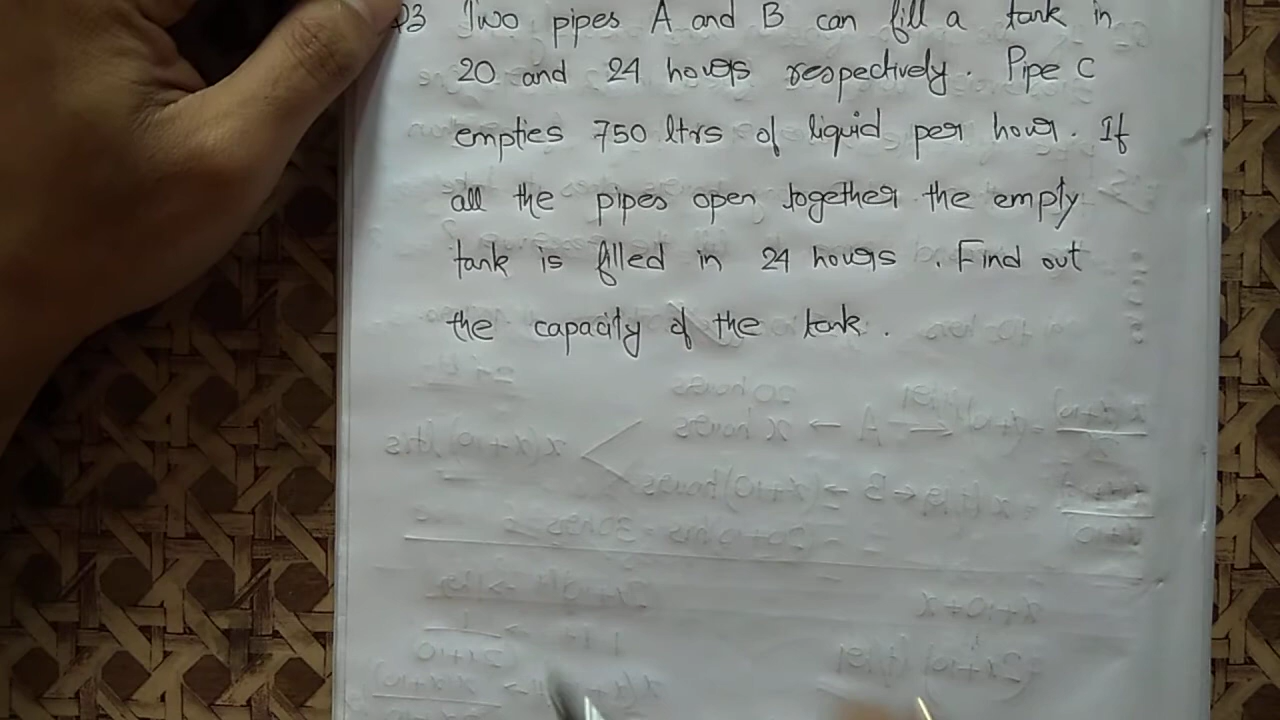 Q3 Two pipes A and B can fill a tank in
20 and 24 hours respectively. Pipe C
empties 750 ltrs of liquid per hour. If
all the pipes open together the empty
tank is filled in 24 hours. Find out
the capacity of the tank.